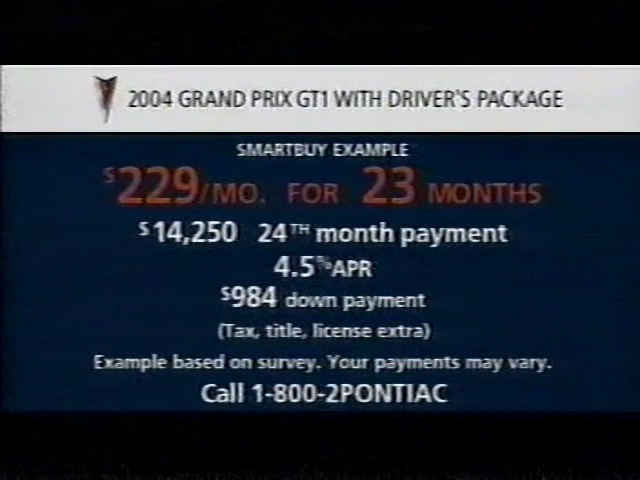 2004 GRAND PRIX GT1 WITH DRIVER'S PACKAGE
SMARTBUY EXAMPLE
$229/MO. FOR 23 MONTHS
$14,250 24TH month payment
4.5% APR
$984 down payment
(Tax, title, license extra)
Example based on survey. Your payments may vary.
Call 1-800-2PONTIAC